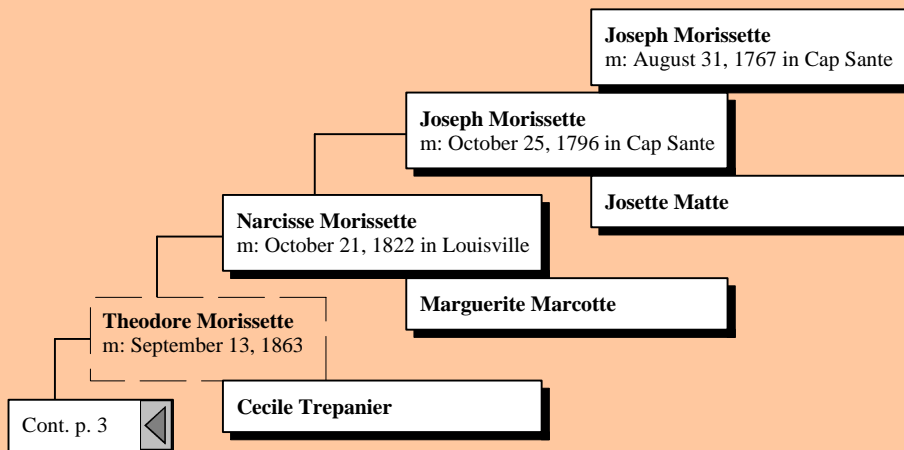 Joseph Morissette
m: August 31, 1767 in Cap Sante
Joseph Morissette
m: October 25, 1796 in Cap Sante
Josette Matte
Narcisse Morissette
m: October 21, 1822 in Louisville
Marguerite Marcotte
Theodore Morissette
m: September 13, 1863
Cecile Trepanier
Cont. p. 3